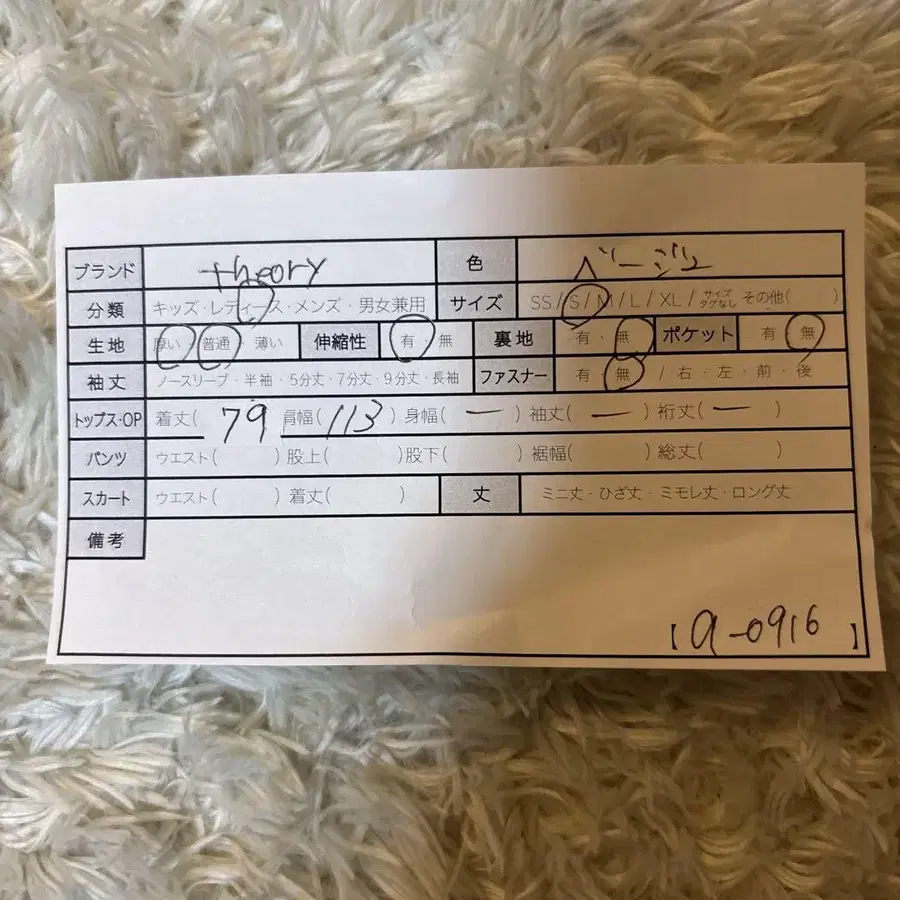 ブランド theory 色 ベージュ
分類 キッズ・レディース・メンズ・男女兼用 サイズ SS/S/M/L/XL/サイズタグなし その他( )
生地 厚い・普通・薄い 伸縮性 有・無 裏地 有・無 ポケット 有・無
袖丈 ノースリーブ・半袖・5分丈・7分丈・9分丈・長袖 ファスナー 有・無 / 右・左・前・後
トップス・OP 着丈( 79 肩幅( 113 身幅( ー ) 袖丈( ー ) 裄丈( ー )
パンツ ウエスト( ) 股上( ) 股下( ) 裾幅( ) 総丈( )
スカート ウエスト( ) 着丈( ) 丈 ミニ丈・ひざ丈・ミモレ丈・ロング丈
備考
【a-0916】